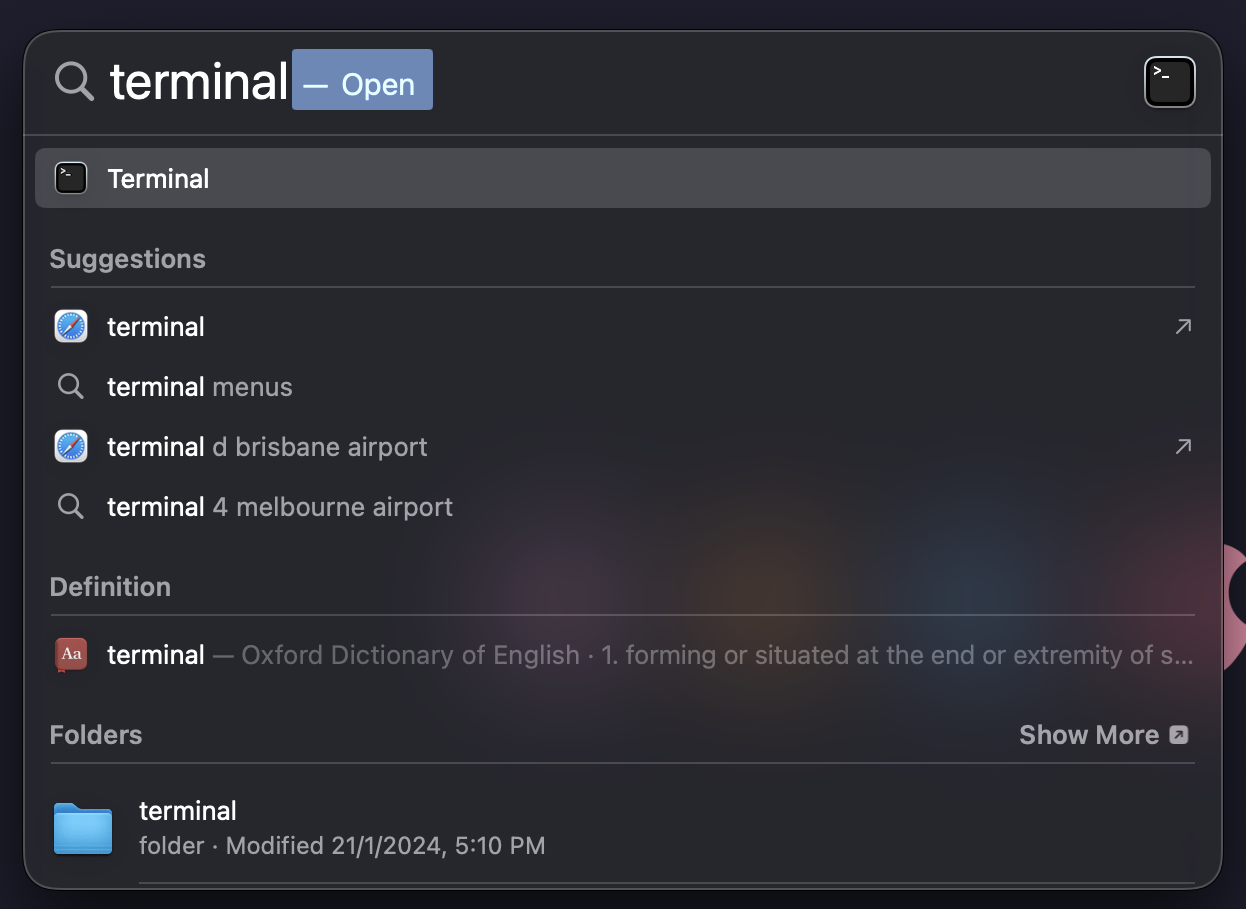 terminal — Open
Terminal
Suggestions
terminal
terminal menus
terminal d brisbane airport
terminal 4 melbourne airport
Definition
Aa terminal — Oxford Dictionary of English · 1. forming or situated at the end or extremity of s...
Folders Show More
terminal
folder · Modified 21/1/2024, 5:10 PM